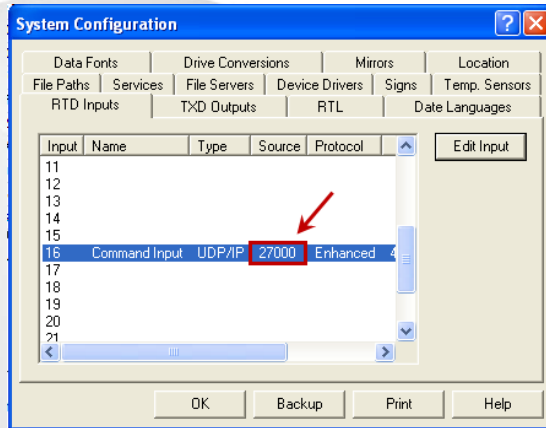 System Configuration
Data Fonts Drive Conversions Mirrors Location
File Paths Services File Servers Device Drivers Signs Temp. Sensors
RTD Inputs TXD Outputs RTL Date Languages
Input Name Type Source Protocol Edit Input
11
12
13
14
15
16 Command Input UDP/IP 27000 Enhanced 4
17
18
19
20
21
OK Backup Print Help